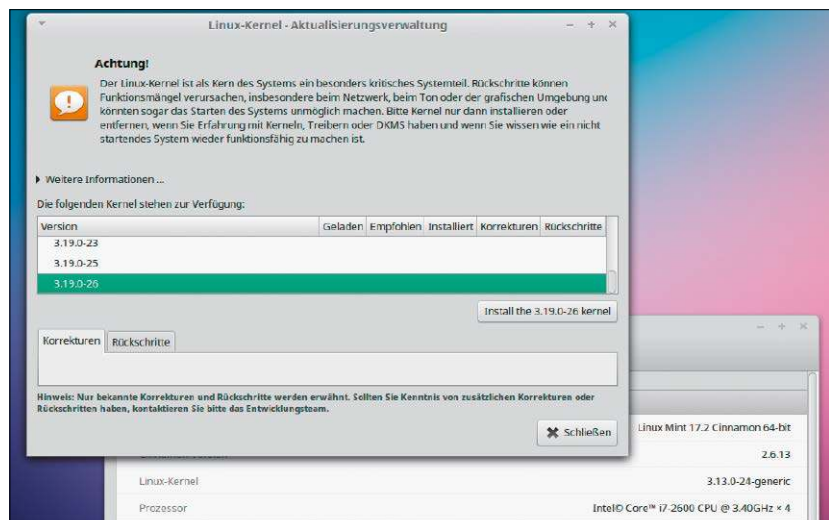 Linux-Kernel - Aktualisierungsverwaltung
Achtung!
Der Linux-Kernel ist als Kern des Systems ein besonders kritisches Systemteil. Rückschritte können
Funktionsmängel verursachen, insbesondere beim Netzwerk, beim Ton oder der grafischen Umgebung und
könnten sogar das Starten des Systems unmöglich machen. Bitte Kernel nur dann installieren oder
entfernen, wenn Sie Erfahrung mit Kerneln, Treibern oder DKMS haben und wenn Sie wissen wie ein nicht
startendes System wieder funktionsfähig zu machen ist.
Weitere Informationen ...
Die folgenden Kernel stehen zur Verfügung:
Version Geladen Empfohlen Installiert Korrekturen Rückschritte
3.19.0-23
3.19.0-25
3.19.0-26
Install the 3.19.0-26 kernel
Korrekturen Rückschritte
Hinweis: Nur bekannte Korrekturen und Rückschritte werden erwähnt. Sollten Sie Kenntnis von zusätzlichen Korrekturen oder
Rückschritten haben, kontaktieren Sie bitte das Entwicklungsteam.
Schließen
Linux Mint 17.2 Cinnamon 64-bit
2.6.13
Linux-Kernel 3.13.0-24-generic
Prozessor Intel© Core™ i7-2600 CPU @ 3.40GHz × 4